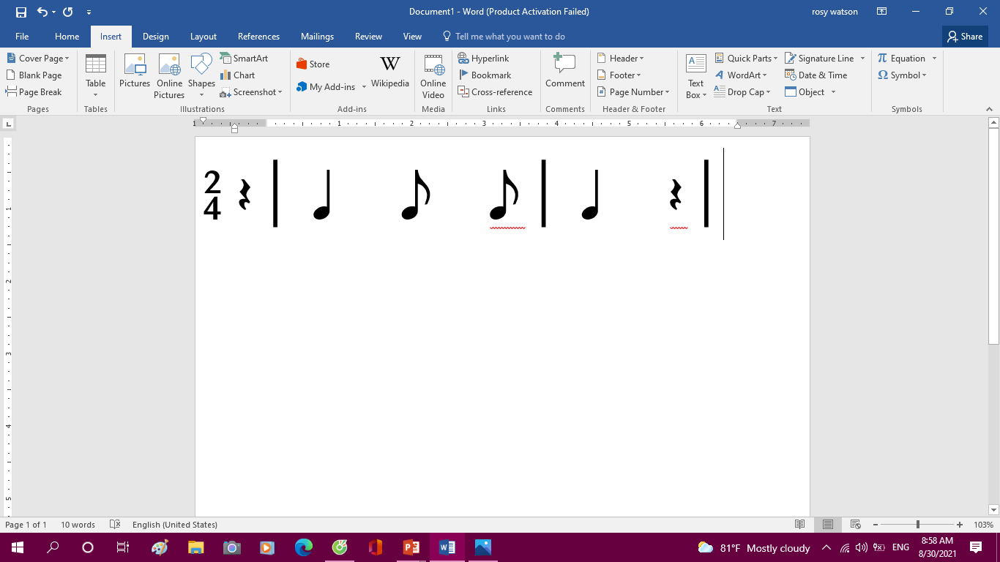 Document1 - Word (Product Activation Failed)
rosy watson
File Home Insert Design Layout References Mailings Review View Tell me what you want to do Share
Cover Page
Blank Page
Page Break
Pages
Table
Tables
Pictures
Online Pictures
Shapes
SmartArt
Chart
Screenshot
Illustrations
Store
My Add-ins
W
Wikipedia
Add-ins
Online Video
Media
Hyperlink
Bookmark
Cross-reference
Links
Comment
Comments
Header
Footer
Page Number
Header & Footer
A
Text Box
Quick Parts
WordArt
Drop Cap
Signature Line
Date & Time
Object
Text
π Equation
Ω Symbol
Symbols
L
1 1 2 3 4 5 6 7
2
4
1
2
3
4
5
Page 1 of 1 10 words English (United States) 103%
81°F Mostly cloudy ENG
8:58 AM
8/30/2021